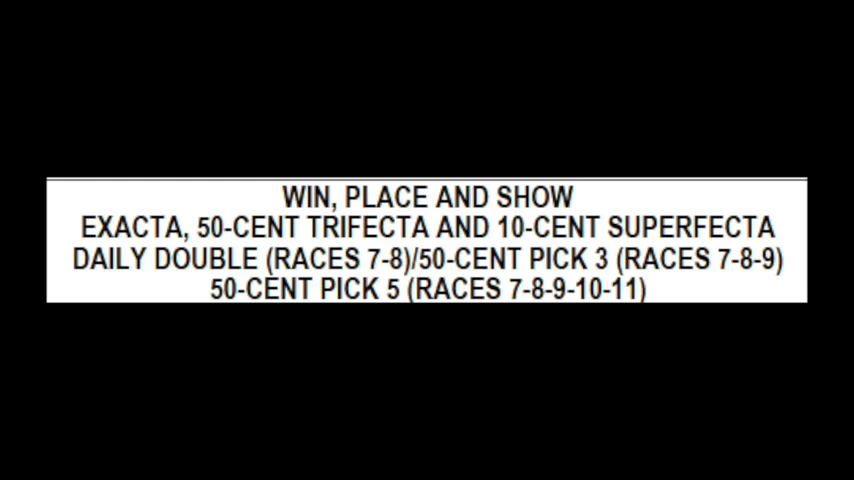 WIN, PLACE AND SHOW
EXACTA, 50-CENT TRIFECTA AND 10-CENT SUPERFECTA
DAILY DOUBLE (RACES 7-8)/50-CENT PICK 3 (RACES 7-8-9)
50-CENT PICK 5 (RACES 7-8-9-10-11)